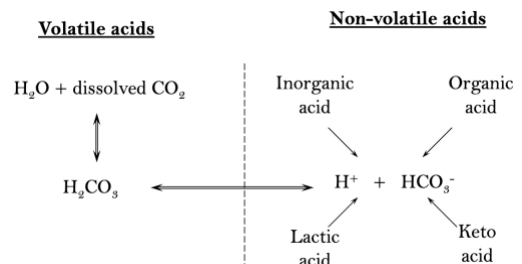 Volatile acids
Non-volatile acids
H₂O + dissolved CO₂
Inorganic
acid
Organic
acid
H₂CO₃
H⁺ + HCO₃⁻
Lactic
acid
Keto
acid